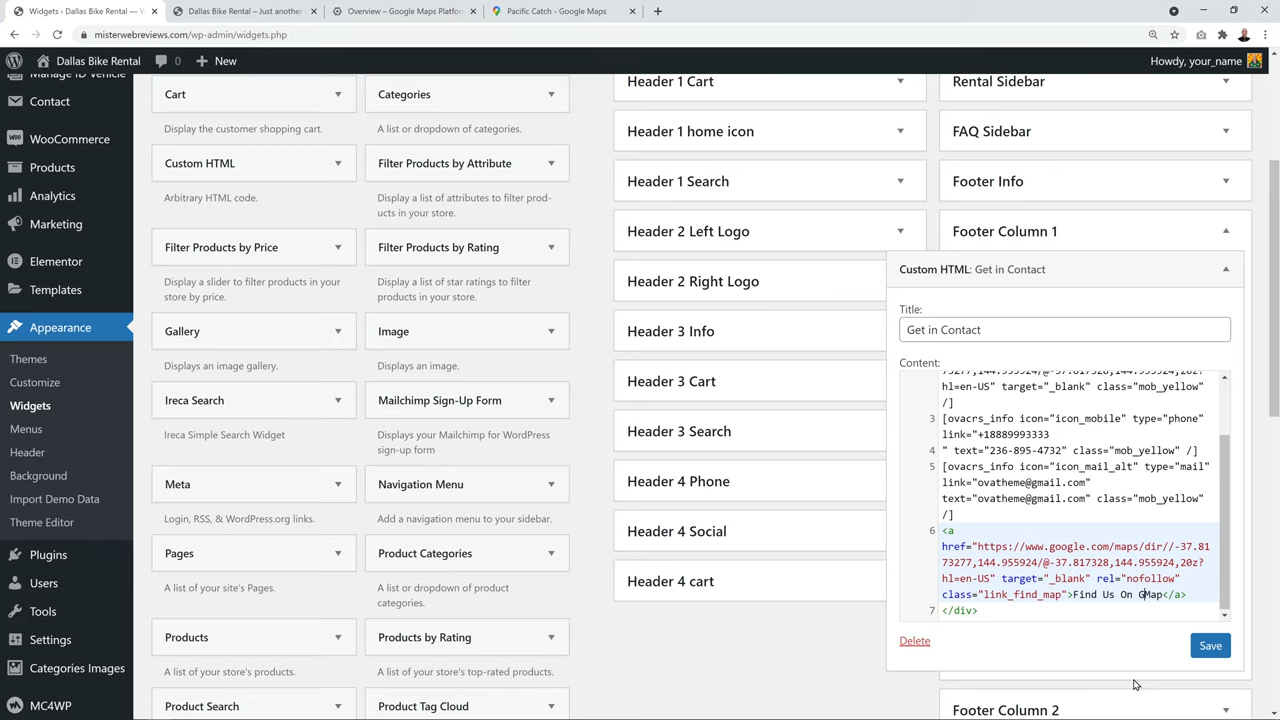 Widgets ‹ Dallas Bike Rental — W
Dallas Bike Rental – Just another
Overview – Google Maps Platfor
Pacific Catch - Google Maps
misterwebreviews.com/wp-admin/widgets.php
Dallas Bike Rental
0
New
Howdy, your_name
Manage ID Vehicle
Contact
WooCommerce
Products
Analytics
Marketing
Elementor
Templates
Appearance
Themes
Customize
Widgets
Menus
Header
Background
Import Demo Data
Theme Editor
Plugins
Users
Tools
Settings
Categories Images
MC4WP
Cart
Display the customer shopping cart.
Custom HTML
Arbitrary HTML code.
Filter Products by Price
Display a slider to filter products in your
store by price.
Gallery
Displays an image gallery.
Ireca Search
Ireca Simple Search Widget
Meta
Login, RSS, & WordPress.org links.
Pages
A list of your site's Pages.
Products
A list of your store's products.
Product Search
Categories
A list or dropdown of categories.
Filter Products by Attribute
Display a list of attributes to filter prod-
ucts in your store.
Filter Products by Rating
Display a list of star ratings to filter
products in your store.
Image
Displays an image.
Mailchimp Sign-Up Form
Displays your Mailchimp for WordPress
sign-up form
Navigation Menu
Add a navigation menu to your sidebar.
Product Categories
A list or dropdown of product
categories.
Products by Rating
A list of your store's top-rated products.
Product Tag Cloud
Header 1 Cart
Header 1 home icon
Header 1 Search
Header 2 Left Logo
Header 2 Right Logo
Header 3 Info
Header 3 Cart
Header 3 Search
Header 4 Phone
Header 4 Social
Header 4 cart
Rental Sidebar
FAQ Sidebar
Footer Info
Footer Column 1
Custom HTML: Get in Contact
Title:
Get in Contact
Content:
73277,144.955924/@-37.817328,144.955924,20z?
hl=en-US" target="_blank" class="mob_yellow"
/]
3 [ovacrs_info icon="icon_mobile" type="phone"
link="+18889993333
4 " text="236-895-4732" class="mob_yellow" /]
5 [ovacrs_info icon="icon_mail_alt" type="mail"
link="ovatheme@gmail.com"
text="ovatheme@gmail.com" class="mob_yellow"
/]
6 <a
href="https://www.google.com/maps/dir//-37.81
73277,144.955924/@-37.817328,144.955924,20z?
hl=en-US" target="_blank" rel="nofollow"
class="link_find_map">Find Us On GMap</a>
7 </div>
Delete
Save
Footer Column 2